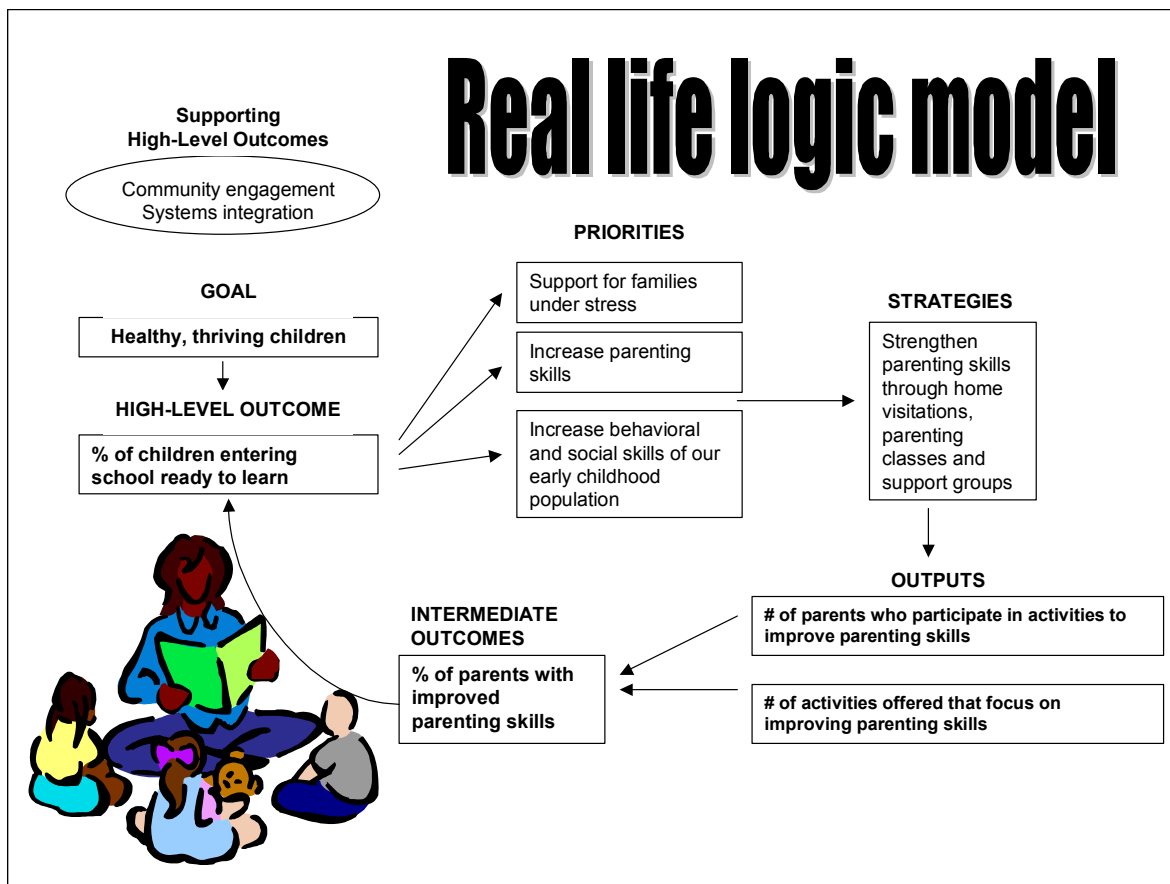 Real life logic model
Supporting
High-Level Outcomes
Community engagement
Systems integration
GOAL
Healthy, thriving children
HIGH-LEVEL OUTCOME
% of children entering
school ready to learn
PRIORITIES
Support for families
under stress
Increase parenting
skills
Increase behavioral
and social skills of our
early childhood
population
STRATEGIES
Strengthen
parenting skills
through home
visitations,
parenting
classes and
support groups
OUTPUTS
# of parents who participate in activities to
improve parenting skills
# of activities offered that focus on
improving parenting skills
INTERMEDIATE
OUTCOMES
% of parents with
improved
parenting skills